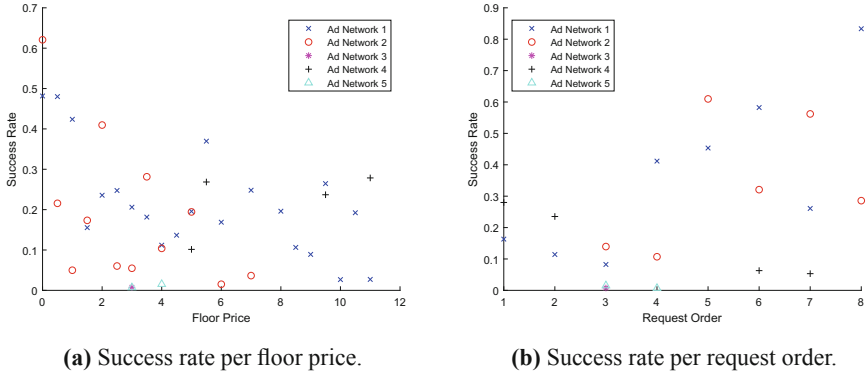 0.7
0.6
0.5
0.4
0.3
0.2
0.1
0
0 2 4 6 8 10 12
Success Rate
Floor Price
Ad Network 1
Ad Network 2
Ad Network 3
Ad Network 4
Ad Network 5
(a) Success rate per floor price.
0.9
0.8
0.7
0.6
0.5
0.4
0.3
0.2
0.1
0
1 2 3 4 5 6 7 8
Success Rate
Request Order
Ad Network 1
Ad Network 2
Ad Network 3
Ad Network 4
Ad Network 5
(b) Success rate per request order.